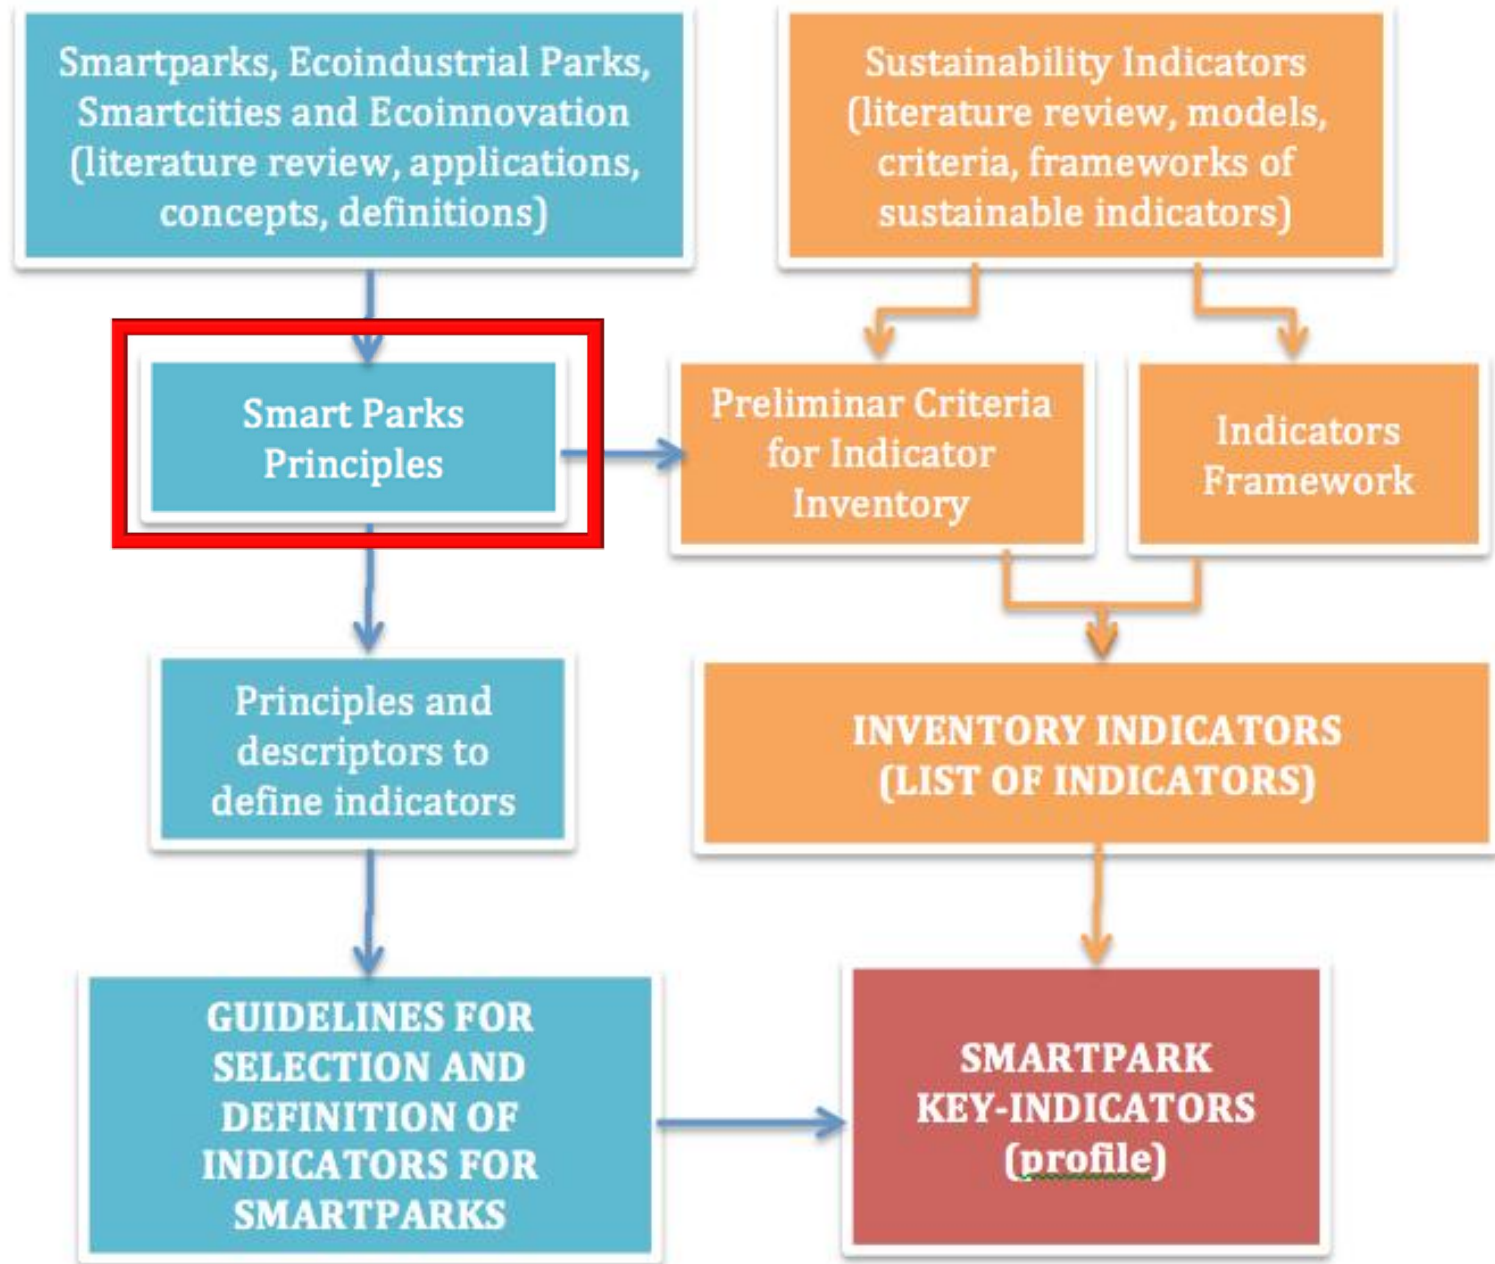 Smartparks, Ecoindustrial Parks,
Smartcities and Ecoinnovation
(literature review, applications,
concepts, definitions)
Sustainability Indicators
(literature review, models,
criteria, frameworks of
sustainable indicators)
Smart Parks
Principles
Preliminar Criteria
for Indicator
Inventory
Indicators
Framework
Principles and
descriptors to
define indicators
INVENTORY INDICATORS
(LIST OF INDICATORS)
GUIDELINES FOR
SELECTION AND
DEFINITION OF
INDICATORS FOR
SMARTPARKS
SMARTPARK
KEY-INDICATORS
(profile)